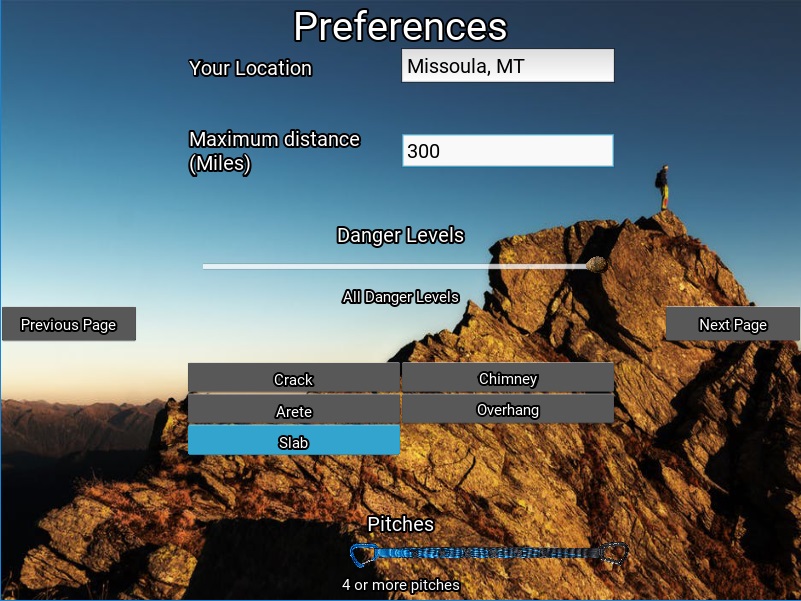 Preferences
Your Location
Missoula, MT
Maximum distance
(Miles)
300
Danger Levels
All Danger Levels
Previous Page
Next Page
Crack
Chimney
Arete
Overhang
Slab
Pitches
4 or more pitches